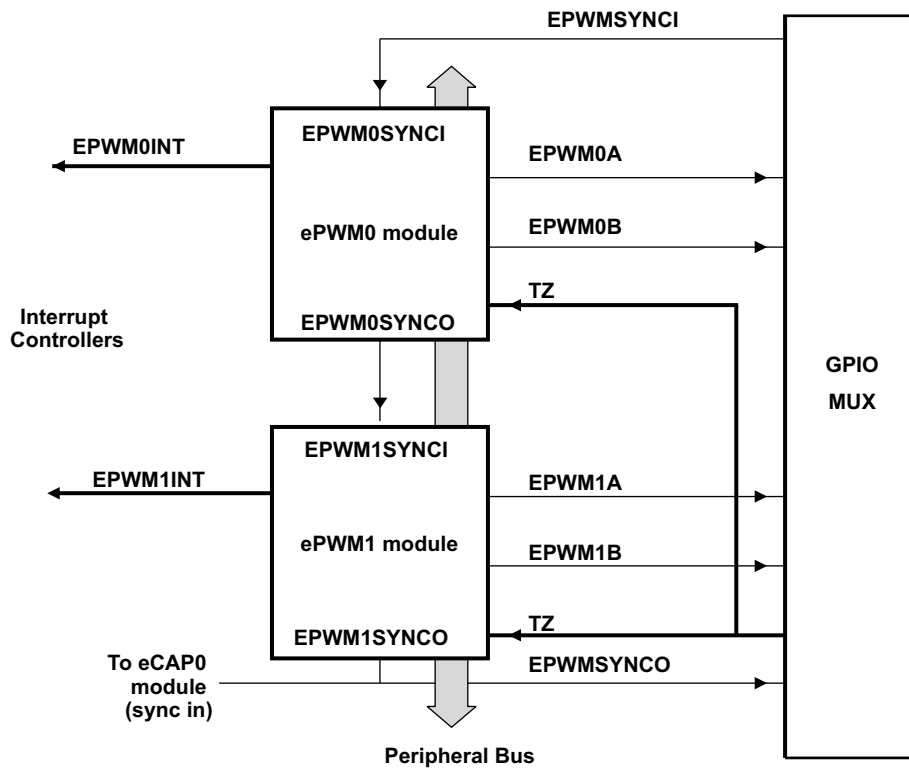 EPWMSYNCI
EPWM0SYNCI
EPWM0INT
EPWM0A
ePWM0 module
EPWM0B
TZ
EPWM0SYNCO
Interrupt
Controllers
GPIO
MUX
EPWM1SYNCI
EPWM1INT
EPWM1A
ePWM1 module
EPWM1B
TZ
EPWM1SYNCO
To eCAP0
module
(sync in)
EPWMSYNCO
Peripheral Bus